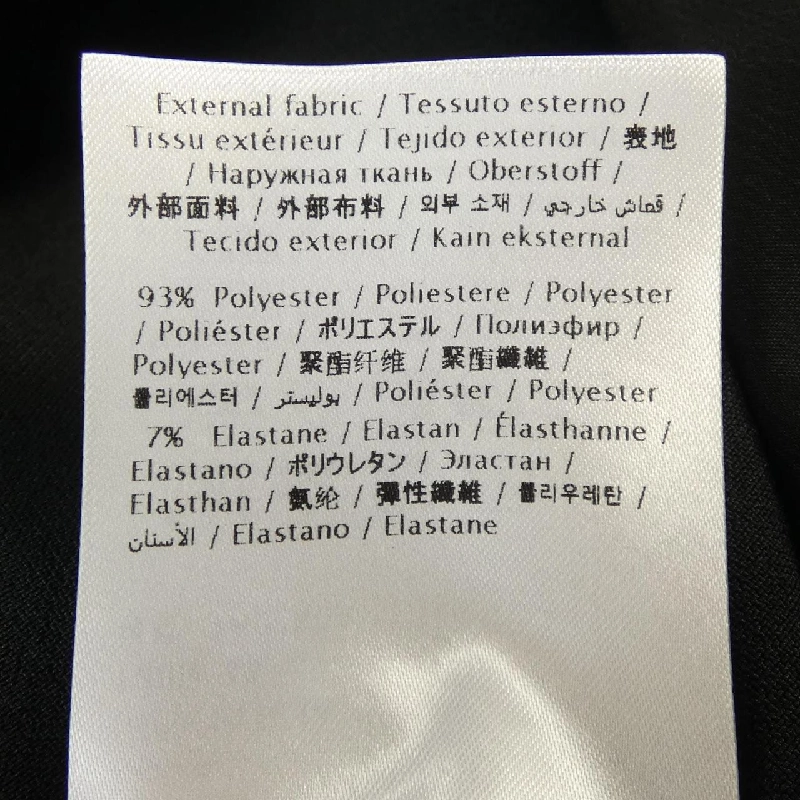 External fabric / Tessuto esterno /
Tissu extérieur / Tejido exterior / 表地
/ Наружная ткань / Oberstoff /
外部面料 / 外部布料 / 외부 소재 / قماش خارجي /
Tecido exterior / Kain eksternal
93% Polyester / Poliestere / Polyester
/ Poliéster / ポリエステル / Полиэфир /
Polyester / 聚酯纤维 / 聚酯纖維 /
폴리에스터 / بوليستر / Poliéster / Polyester
7% Elastane / Elastan / Élasthanne /
Elastano / ポリウレタン / Эластан /
Elasthan / 氨纶 / 彈性纖維 / 폴리우레탄 /
الأستان / Elastano / Elastane